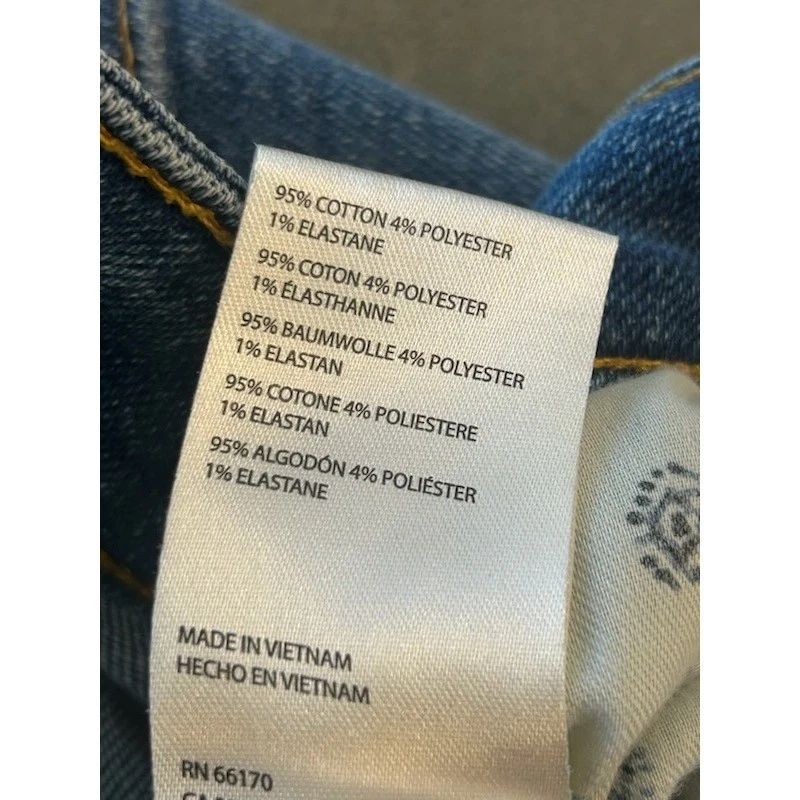 95% COTTON 4% POLYESTER
1% ELASTANE
95% COTON 4% POLYESTER
1% ÉLASTHANNE
95% BAUMWOLLE 4% POLYESTER
1% ELASTAN
95% COTONE 4% POLIESTERE
1% ELASTAN
95% ALGODÓN 4% POLIÉSTER
1% ELASTANE
MADE IN VIETNAM
HECHO EN VIETNAM
RN 66170